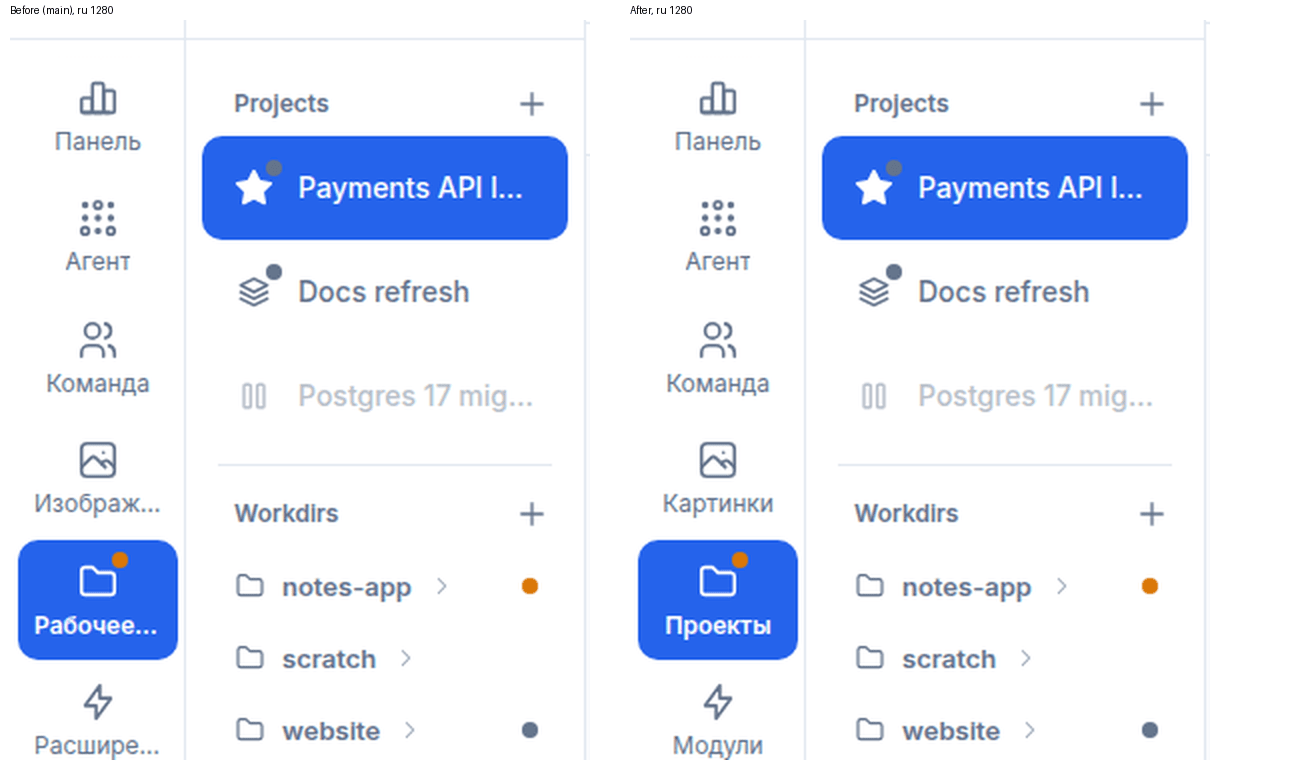 Before (main), ru 1280
Projects
Панель
Payments API I...
Агент
Docs refresh
Команда
Postgres 17 mig...
Изображ...
Workdirs
notes-app
Рабочее...
scratch
website
Расшире...
After, ru 1280
Projects
Панель
Payments API I...
Агент
Docs refresh
Команда
Postgres 17 mig...
Картинки
Workdirs
notes-app
Проекты
scratch
website
Модули